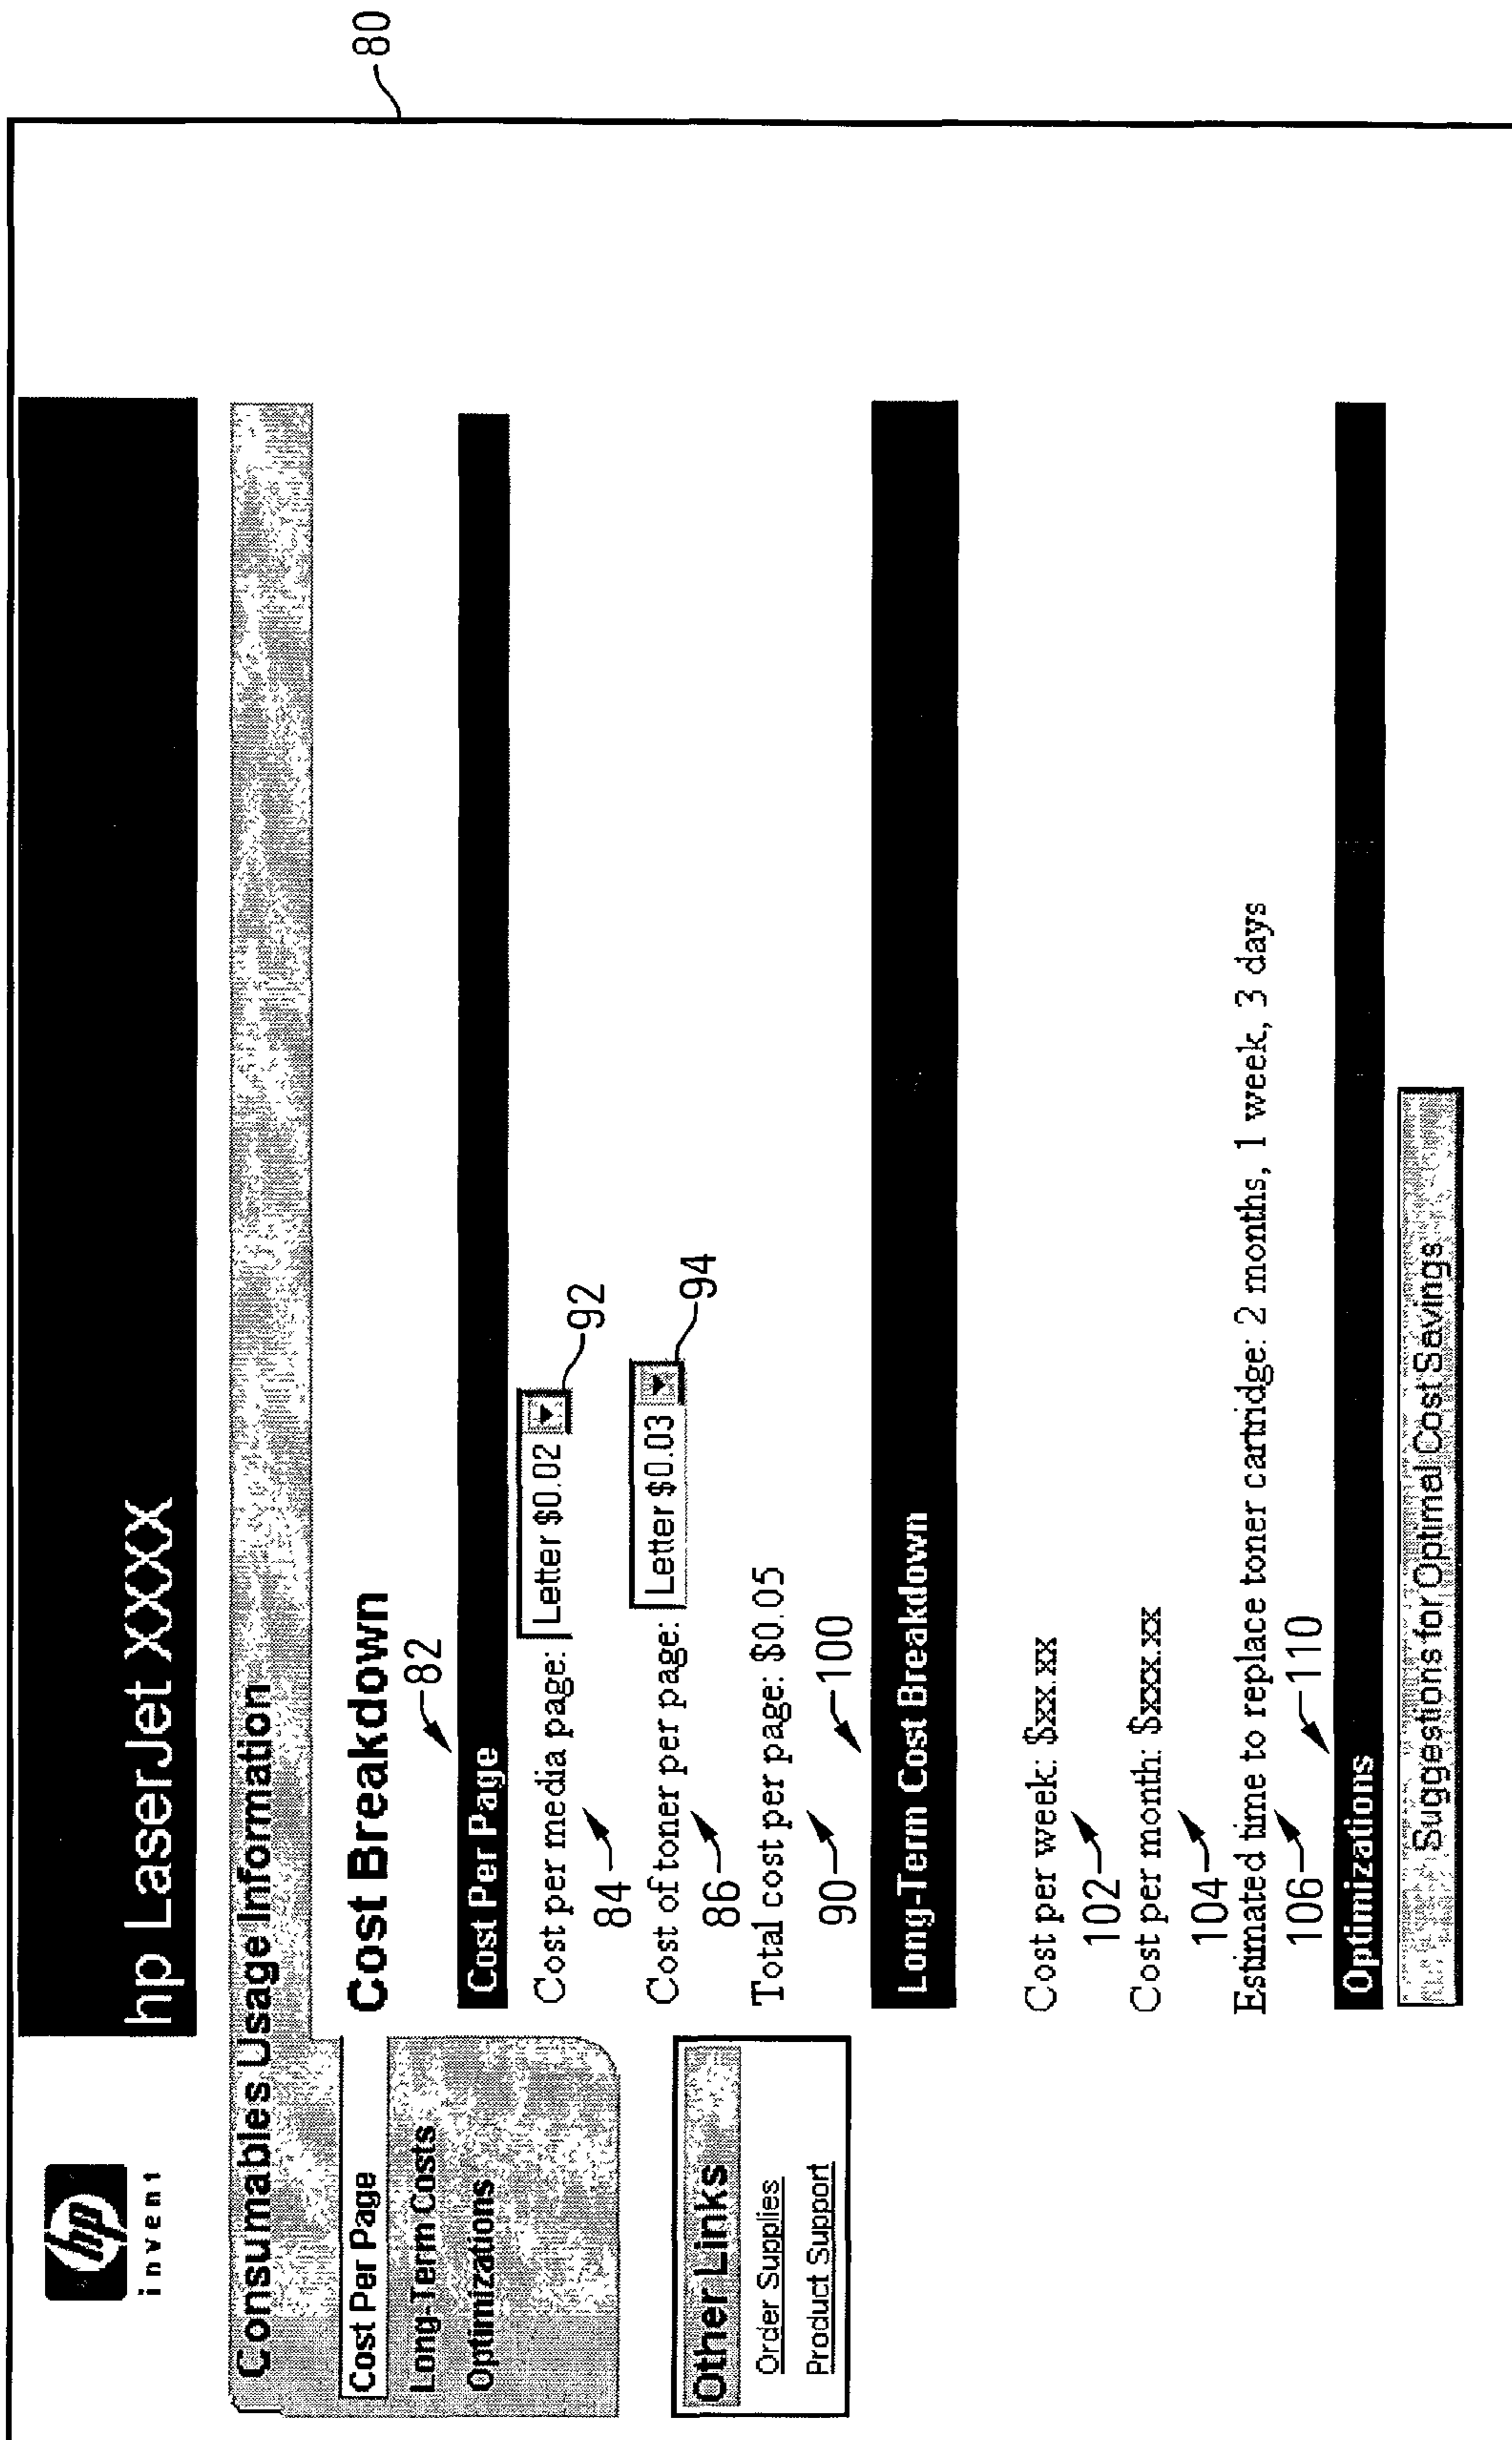 80
hp
invent
hp LaserJet XXXX
Consumables Usage Information
Cost Per Page
Long-Term Costs
Optimizations
Other Links
Order Supplies
Product Support
Cost Breakdown
82
Cost Per Page
Cost per media page: Letter $0.02
84
92
Cost of toner per page: Letter $0.03
86
94
Total cost per page: $0.05
90
100
Long-Term Cost Breakdown
Cost per week: $xx.xx
102
Cost per month: $xxx.xx
104
Estimated time to replace toner cartridge: 2 months, 1 week, 3 days
106
110
Optimizations
Suggestions for Optimal Cost Savings